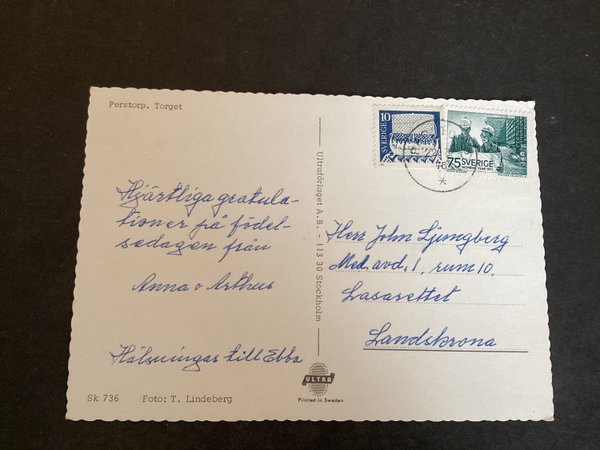 Perstorp. Torget
10
SVERIGE
75 SVERIGE
Hjärtliga gratula-
tioner på födel-
sedagen från
Anna o Arthur
Hälsningar till Ebba
Ultraförlaget A.B. - 113 30 Stockholm
Herr John Ljungberg
Med. avd. 1, rum 10.
Lasarettet
Landskrona
ULTRA
Printed in Sweden
Sk 736 Foto: T. Lindeberg